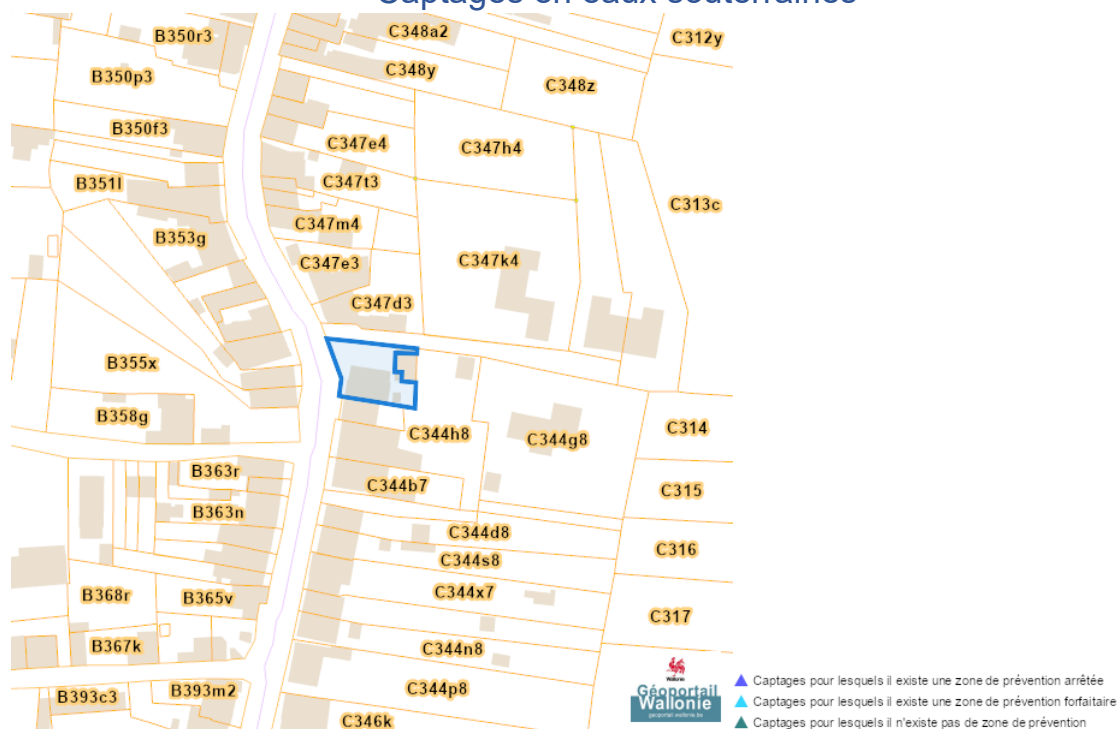 Captages en eaux souterraines
B350r3
C348a2
C312y
B350p3
C348y
C348z
B350f3
C347e4
C347h4
B351l
C347t3
C313c
B353g
C347m4
C347e3
C347k4
C347d3
B355x
B358g
C344h8
C344g8
C314
B363r
C344b7
C315
B363n
C344d8
C344s8
C316
B368r
B365v
C344x7
C317
B367k
C344n8
B393c3
B393m2
C344p8
C346k
Wallonie
Géoportail
Wallonie
geoportail.wallonie.be
Captages pour lesquels il existe une zone de prévention arrêtée
Captages pour lesquels il existe une zone de prévention forfaitaire
Captages pour lesquels il n'existe pas de zone de prévention